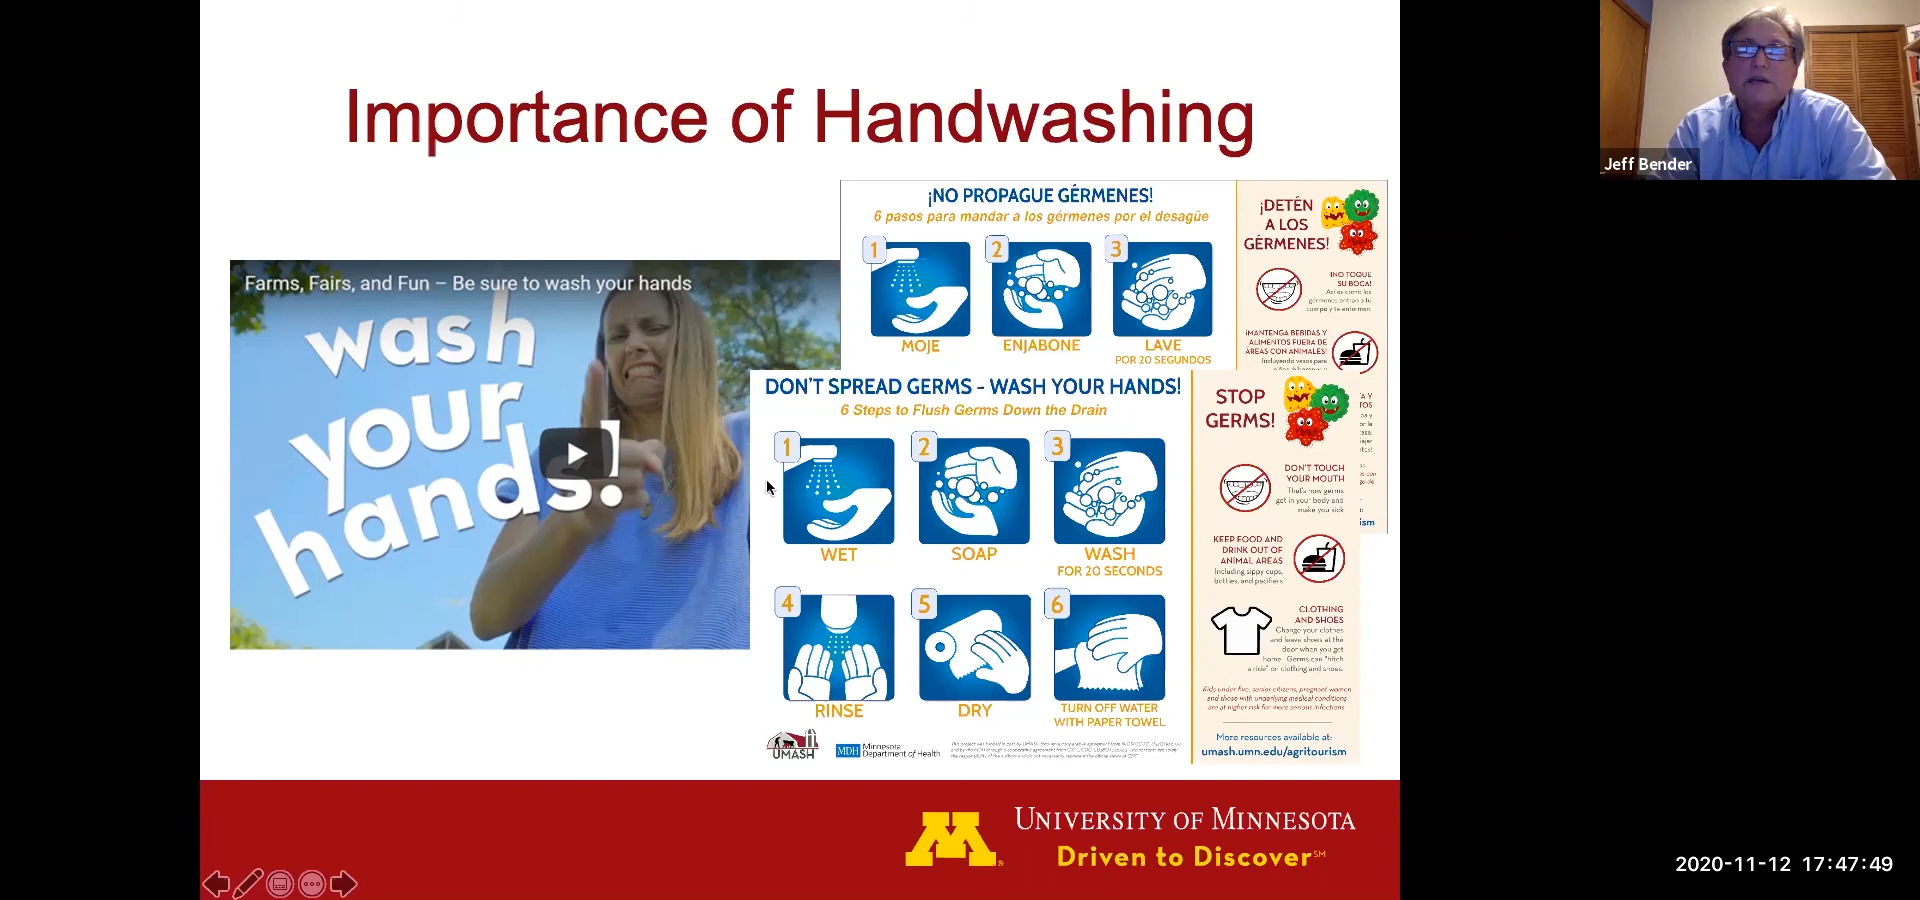 Importance of Handwashing
Jeff Bender
Farms, Fairs, and Fun – Be sure to wash your hands
wash
your
hands!
¡NO PROPAGUE GÉRMENES!
6 pasos para mandar a los gérmenes por el desagüe
1
MOJE
2
ENJABONE
3
LAVE
POR 20 SEGUNDOS
¡DETÉN
A LOS
GÉRMENES!
¡NO TOQUE
SU BOCA!
Así es como los
gérmenes entran a tu
cuerpo y te enferman.
¡MANTENGA BEBIDAS Y
ALIMENTOS FUERA DE
ÁREAS CON ANIMALES!
Incluyendo vasos para
ism
DON'T SPREAD GERMS - WASH YOUR HANDS!
6 Steps to Flush Germs Down the Drain
1
WET
2
SOAP
3
WASH
FOR 20 SECONDS
4
RINSE
5
DRY
6
TURN OFF WATER
WITH PAPER TOWEL
UMASH
MDH
Minnesota
Department of Health
STOP
GERMS!
DON'T TOUCH
YOUR MOUTH
That's how germs
get in your body and
make you sick
KEEP FOOD AND
DRINK OUT OF
ANIMAL AREAS
Including sippy cups,
bottles, and pacifiers
CLOTHING
AND SHOES
Change your clothes
and leave shoes at the
door when you get
home. Germs can "hitch
a ride" on clothing and shoes.
Kids under five, senior citizens, pregnant women
and those with underlying medical conditions
are at higher risk for more serious infections
More resources available at:
umash.umn.edu/agritourism
M
UNIVERSITY OF MINNESOTA
Driven to Discover℠
2020-11-12 17:47:49